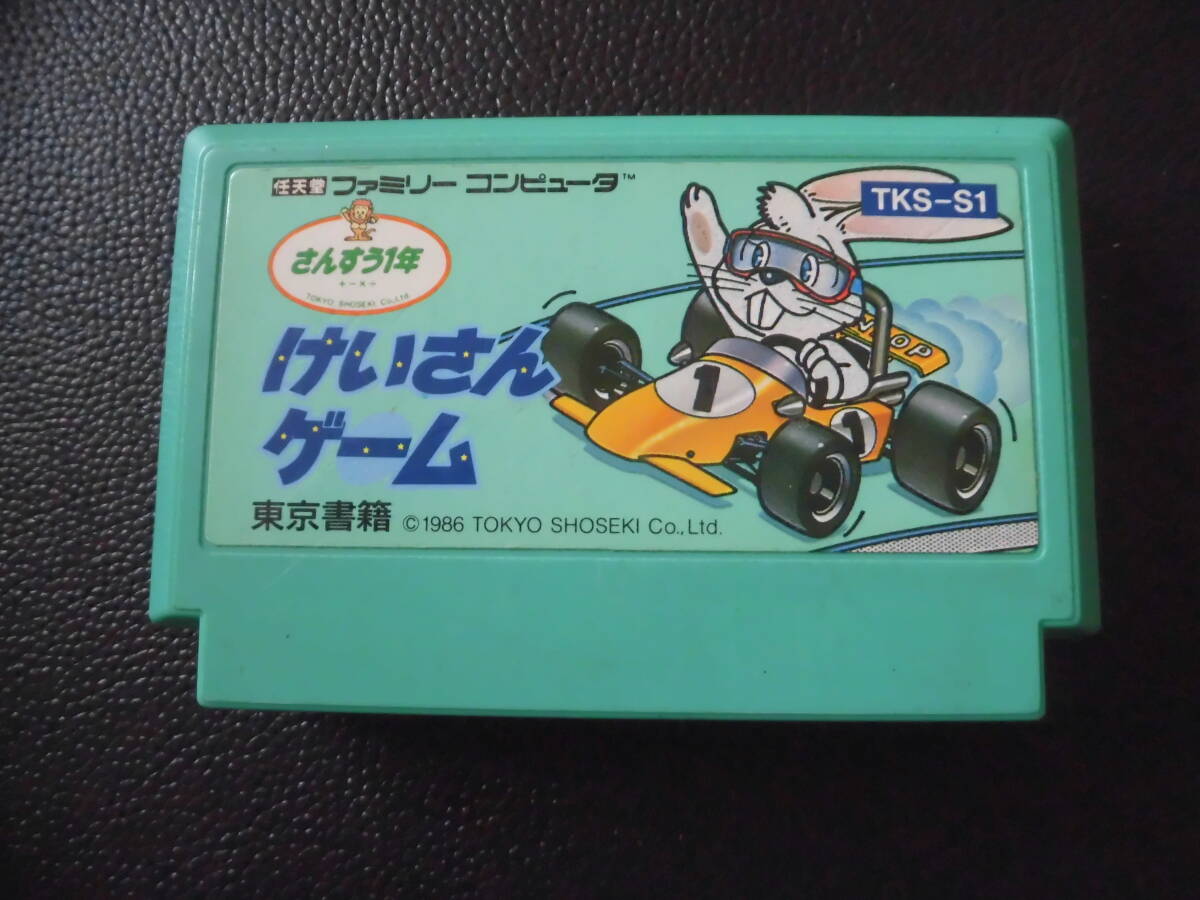 任天堂 ファミリー コンピュータ™
TKS-S1
さんすう1年
+-×÷
TOKYO SHOSEKI Co.,Ltd.
けいさん
ゲーム
1
1
東京書籍 ©1986 TOKYO SHOSEKI Co.,Ltd.